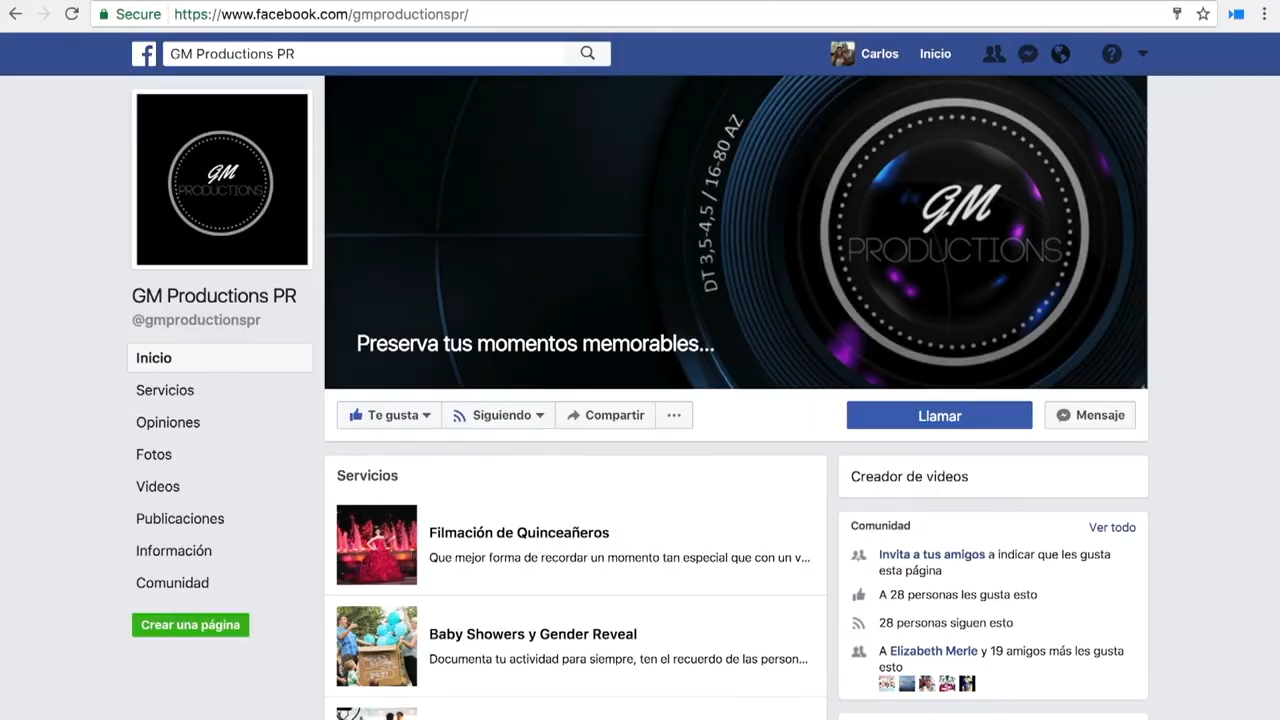 Secure https://www.facebook.com/gmproductionspr/
GM Productions PR
Carlos Inicio
GM
PRODUCTIONS
GM Productions PR
@gmproductionspr
Inicio
Servicios
Opiniones
Fotos
Videos
Publicaciones
Información
Comunidad
Crear una página
DT 3,5-4,5 / 16-80 AZ
GM
PRODUCTIONS
Preserva tus momentos memorables...
Te gusta Siguiendo Compartir
Llamar Mensaje
Servicios
Filmación de Quinceañeros
Que mejor forma de recordar un momento tan especial que con un v...
Baby Showers y Gender Reveal
Documenta tu actividad para siempre, ten el recuerdo de las person...
Creador de videos
Comunidad Ver todo
Invita a tus amigos a indicar que les gusta
esta página
A 28 personas les gusta esto
28 personas siguen esto
A Elizabeth Merle y 19 amigos más les gusta
esto